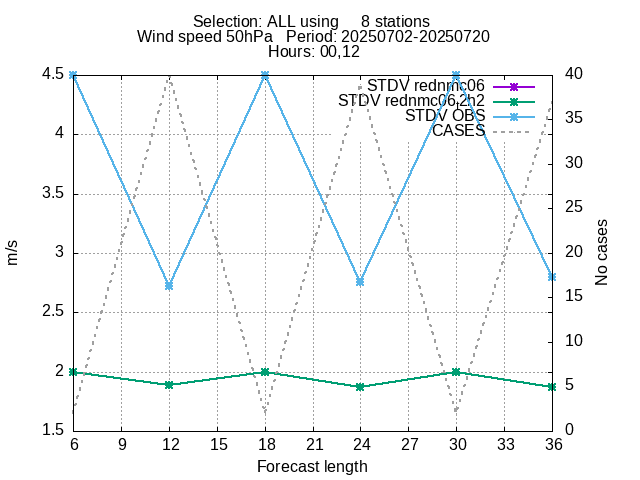 Selection: ALL using 8 stations
Wind speed 50hPa Period: 20250702-20250720
Hours: 00,12
STDV rednmc06
STDV rednmc06,2h2
STDV OBS
CASES
4.5
4
3.5
3
2.5
2
1.5
m/s
40
35
30
25
20
15
10
5
0
No cases
6 9 12 15 18 21 24 27 30 33 36
Forecast length